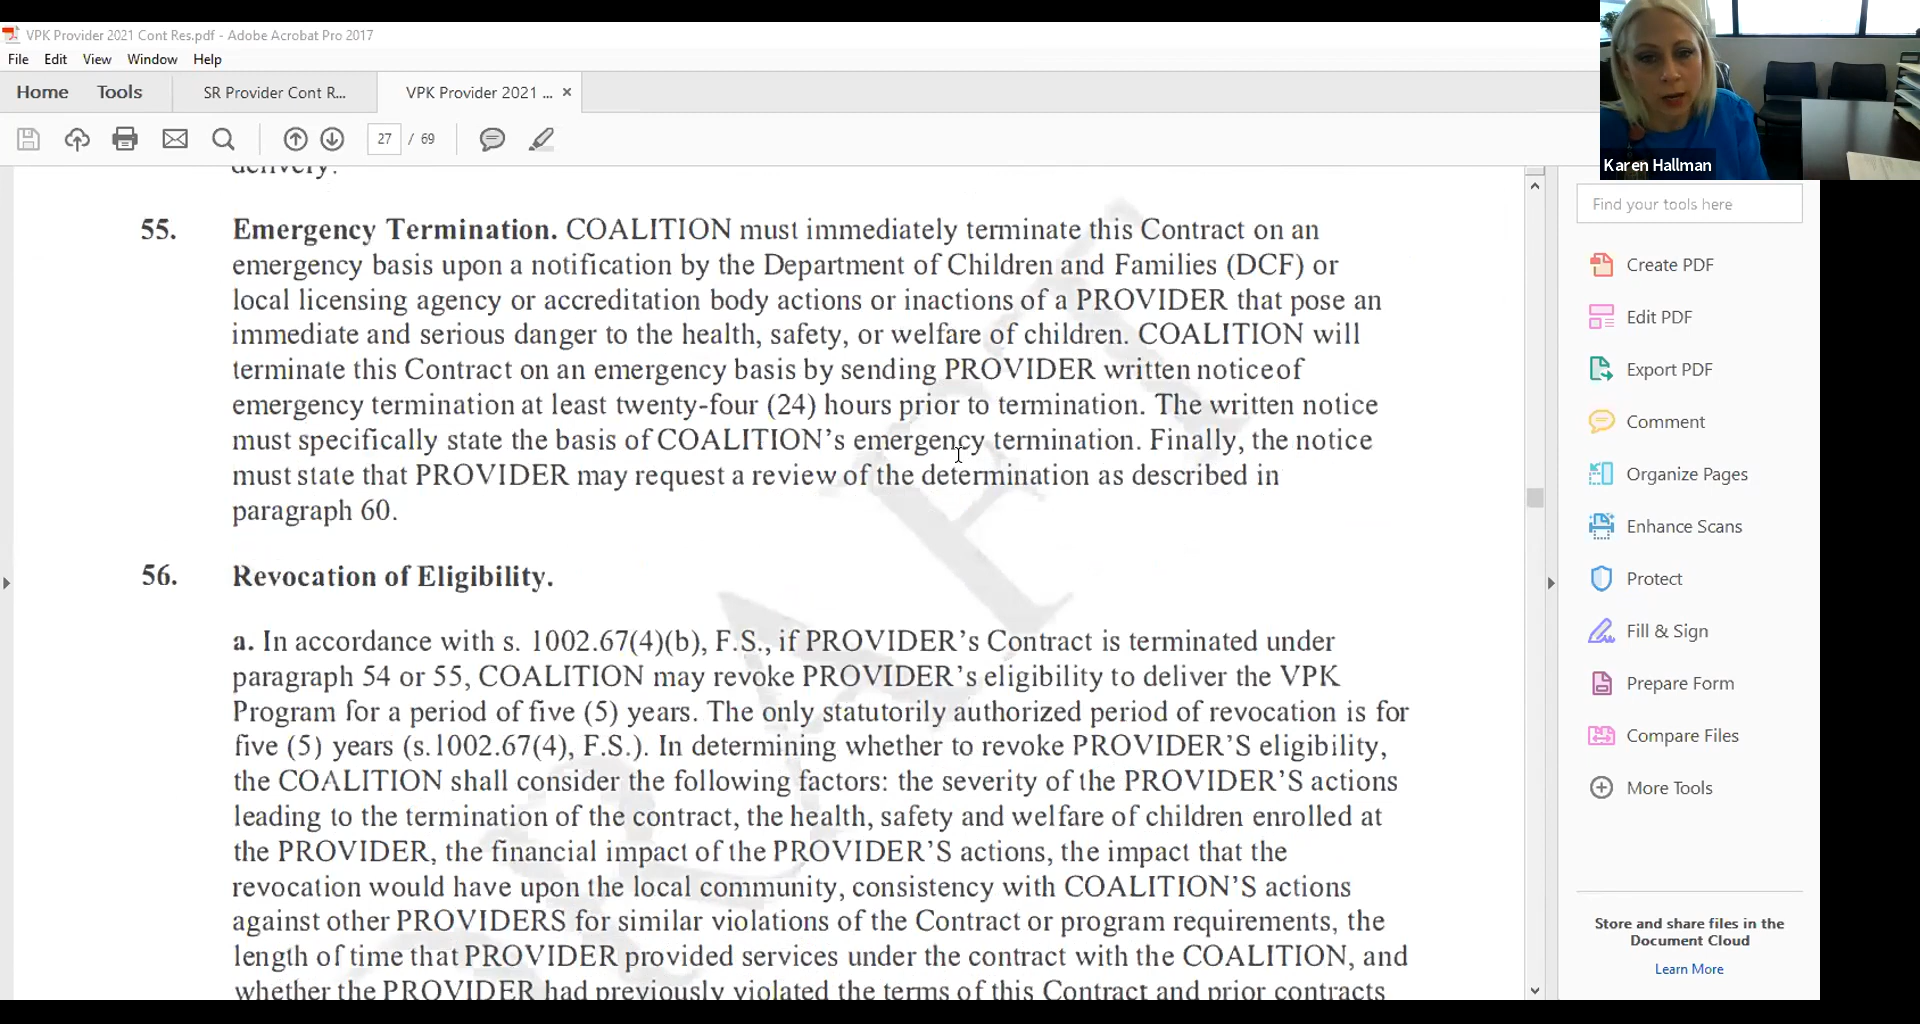 VPK Provider 2021 Cont Res.pdf - Adobe Acrobat Pro 2017
File Edit View Window Help
Home Tools SR Provider Cont R... VPK Provider 2021 ... ×
27 / 69
Karen Hallman
delivery.
55. Emergency Termination. COALITION must immediately terminate this Contract on an
emergency basis upon a notification by the Department of Children and Families (DCF) or
local licensing agency or accreditation body actions or inactions of a PROVIDER that pose an
immediate and serious danger to the health, safety, or welfare of children. COALITION will
terminate this Contract on an emergency basis by sending PROVIDER written notice of
emergency termination at least twenty-four (24) hours prior to termination. The written notice
must specifically state the basis of COALITION's emergency termination. Finally, the notice
must state that PROVIDER may request a review of the determination as described in
paragraph 60.
56. Revocation of Eligibility.
a. In accordance with s. 1002.67(4)(b), F.S., if PROVIDER's Contract is terminated under
paragraph 54 or 55, COALITION may revoke PROVIDER's eligibility to deliver the VPK
Program for a period of five (5) years. The only statutorily authorized period of revocation is for
five (5) years (s.1002.67(4), F.S.). In determining whether to revoke PROVIDER'S eligibility,
the COALITION shall consider the following factors: the severity of the PROVIDER'S actions
leading to the termination of the contract, the health, safety and welfare of children enrolled at
the PROVIDER, the financial impact of the PROVIDER'S actions, the impact that the
revocation would have upon the local community, consistency with COALITION'S actions
against other PROVIDERS for similar violations of the Contract or program requirements, the
length of time that PROVIDER provided services under the contract with the COALITION, and
whether the PROVIDER had previously violated the terms of this Contract and prior contracts
DRAFT
Find your tools here
Create PDF
Edit PDF
Export PDF
Comment
Organize Pages
Enhance Scans
Protect
Fill & Sign
Prepare Form
Compare Files
More Tools
Store and share files in the
Document Cloud
Learn More